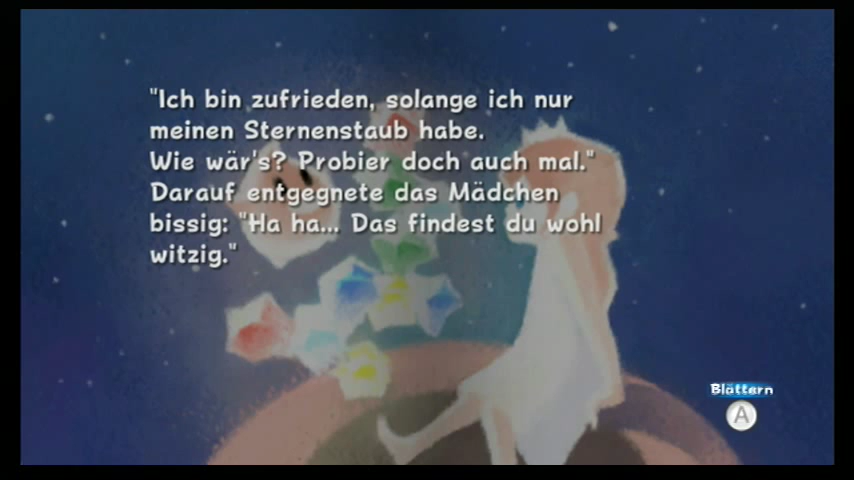 "Ich bin zufrieden, solange ich nur
meinen Sternenstaub habe.
Wie wär's? Probier doch auch mal."
Darauf entgegnete das Mädchen
bissig: "Ha ha... Das findest du wohl
witzig."
Blättern
A